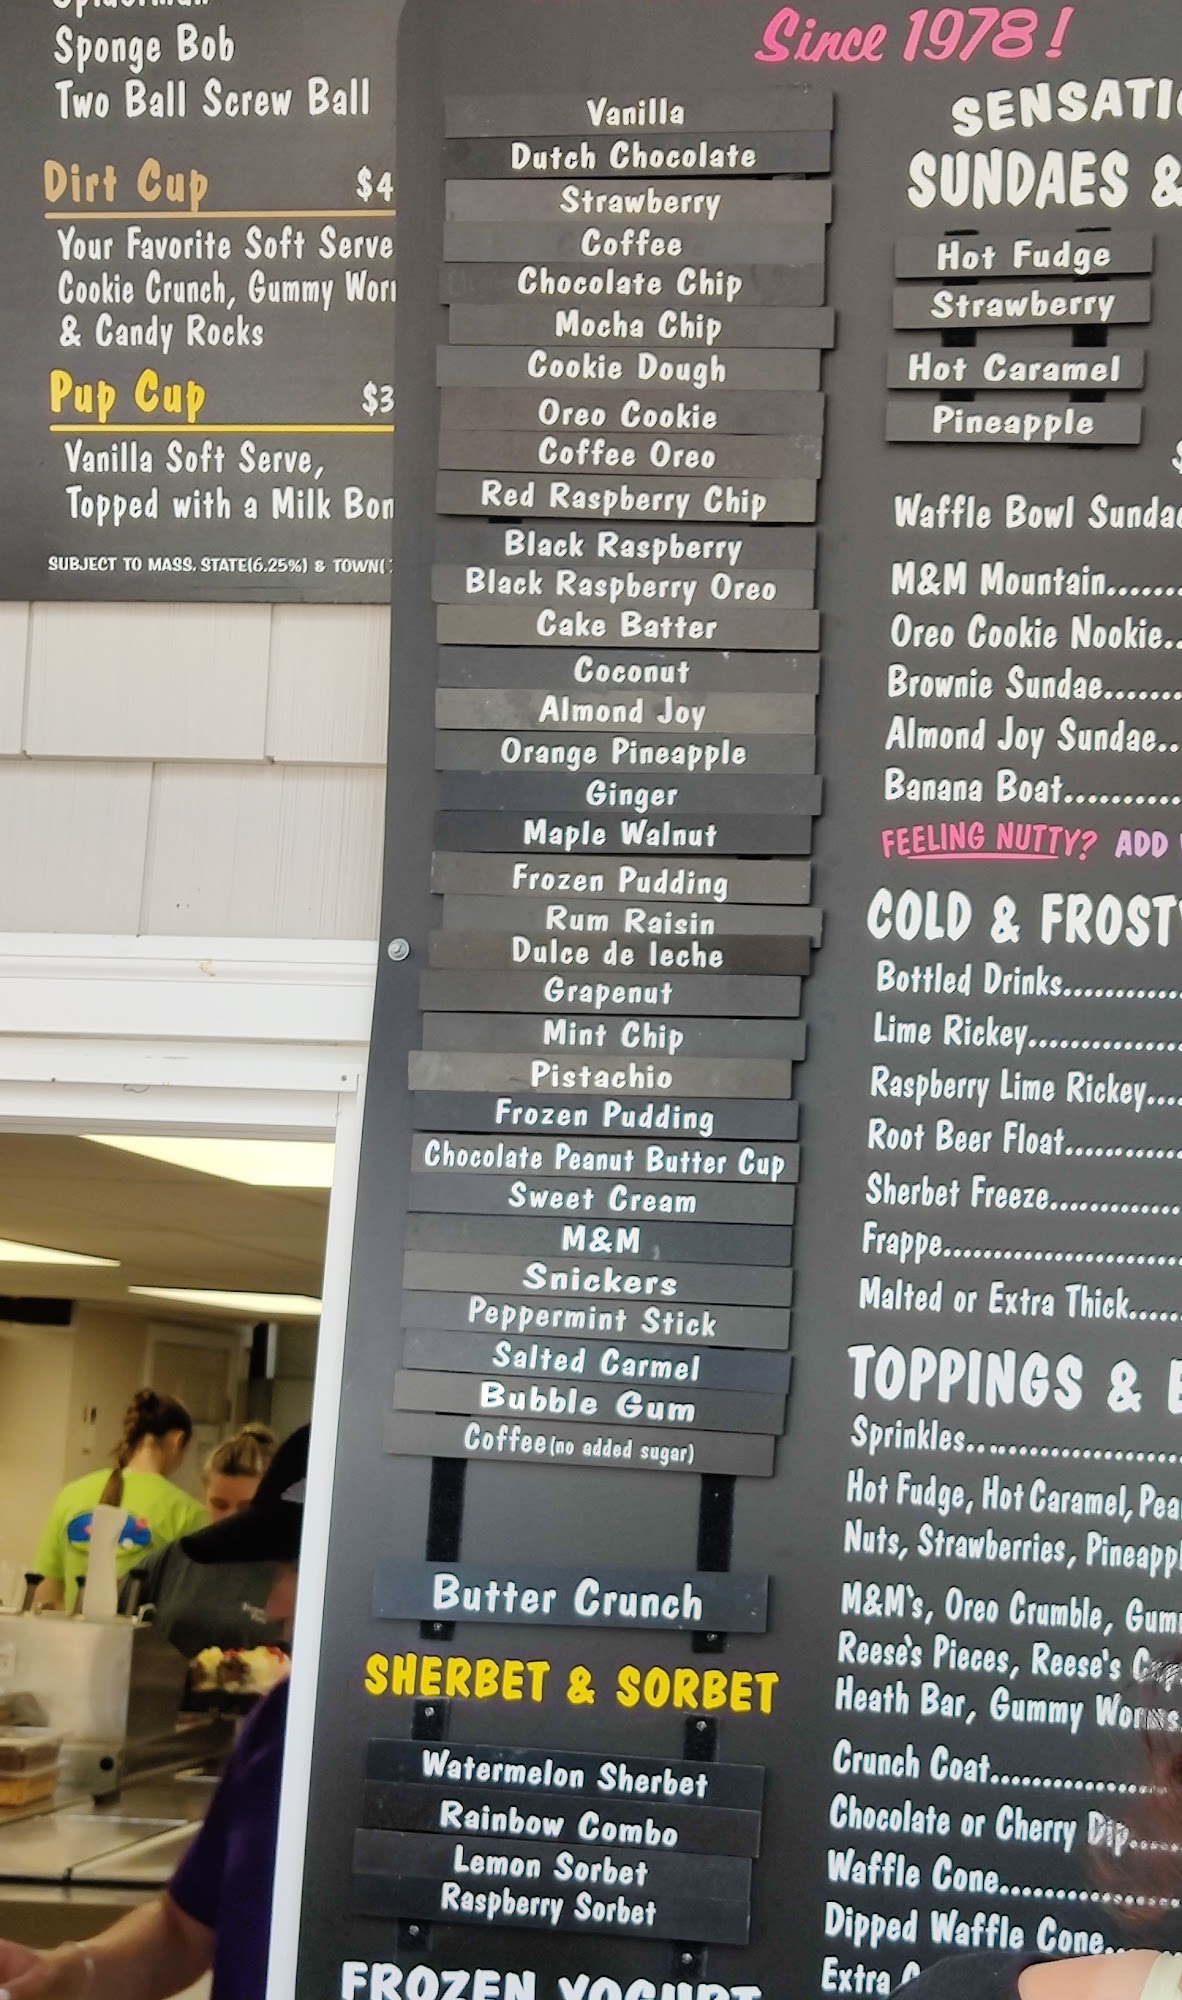 Sponge Bob
Two Ball Screw Ball
Dirt Cup $4
Your Favorite Soft Serve
Cookie Crunch, Gummy
& Candy Rocks
Pup Cup $3
Vanilla Soft Serve,
Topped with a Milk
SUBJECT TO MASS. STATE(6.25%) & TOWN(
Since 1978!
Vanilla
Dutch Chocolate
Strawberry
Coffee
Chocolate Chip
Mocha Chip
Cookie Dough
Oreo Cookie
Coffee Oreo
Red Raspberry Chip
Black Raspberry
Black Raspberry Oreo
Cake Batter
Coconut
Almond Joy
Orange Pineapple
Ginger
Maple Walnut
Frozen Pudding
Rum Raisin
Dulce de leche
Grapenut
Mint Chip
Pistachio
Frozen Pudding
Chocolate Peanut Butter Cup
Sweet Cream
M&M
Snickers
Peppermint Stick
Salted Carmel
Bubble Gum
Coffee (no added sugar)
Butter Crunch
SHERBET & SORBET
Watermelon Sherbet
Rainbow Combo
Lemon Sorbet
Raspberry Sorbet
FROZEN YOGURT
SENSATI
SUNDAES &
Hot Fudge
Strawberry
Hot Caramel
Pineapple
Waffle Bowl Sundae
M&M Mountain.......
Oreo Cookie Nookie..
Brownie Sundae.......
Almond Joy Sundae..
Banana Boat..........
FEELING NUTTY? ADD
COLD & FROSTY
Bottled Drinks...........
Lime Rickey..............
Raspberry Lime Rickey....
Root Beer Float...........
Sherbet Freeze............
Frappe.......................
Malted or Extra Thick.....
TOPPINGS &
Sprinkles.....................
Hot Fudge, Hot Caramel,
Nuts, Strawberries,
M&M's, Oreo Crumble,
Reese's Pieces, Reese's
Heath Bar, Gummy Worms
Crunch Coat.................
Chocolate or Cherry Dip.....
Waffle Cone..................
Dipped Waffle Cone...
Extra